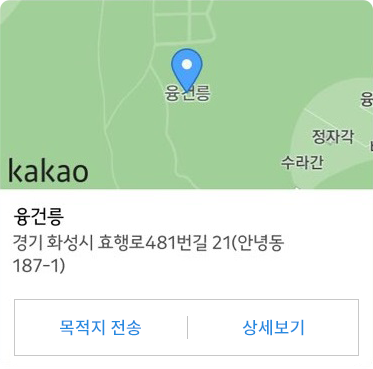 융건릉
융
정자각
수라간
kakao
융건릉
경기 화성시 효행로481번길 21(안녕동
187-1)
목적지 전송 상세보기